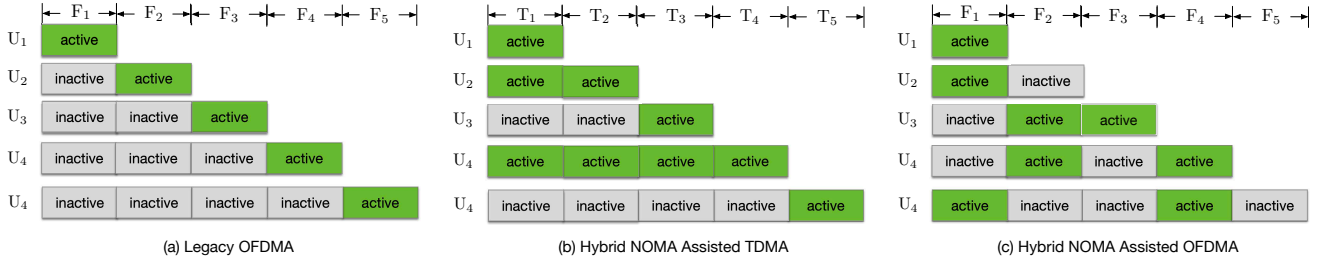 F1 F2 F3 F4 F5
U1 active
U2 inactive active
U3 inactive inactive active
U4 inactive inactive inactive active
U4 inactive inactive inactive inactive active
(a) Legacy OFDMA
T1 T2 T3 T4 T5
U1 active
U2 active active
U3 inactive inactive active
U4 active active active active
U4 inactive inactive inactive inactive active
(b) Hybrid NOMA Assisted TDMA
F1 F2 F3 F4 F5
U1 active
U2 active inactive
U3 inactive active active
U4 inactive active inactive active
U4 active inactive inactive active inactive
(c) Hybrid NOMA Assisted OFDMA